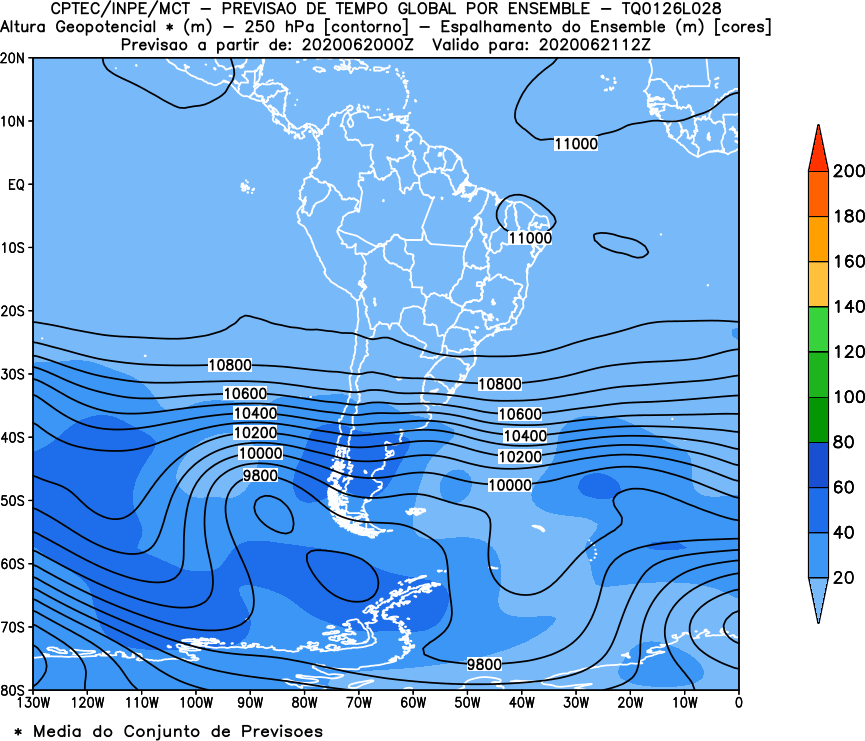 CPTEC/INPE/MCT − PREVISAO DE TEMPO GLOBAL POR ENSEMBLE − TQ0126L028
Altura Geopotencial * (m) − 250 hPa [contorno] − Espalhamento do Ensemble (m) [cores]
Previsao a partir de: 2020062000Z Valido para: 2020062112Z
20N
10N
EQ
10S
20S
30S
40S
50S
60S
70S
80S
11000
11000
10800
10800
10600
10600
10400
10400
10200
10200
10000
10000
9800
9800
130W 120W 110W 100W 90W 80W 70W 60W 50W 40W 30W 20W 10W 0
200
180
160
140
120
100
80
60
40
20
* Media do Conjunto de Previsoes